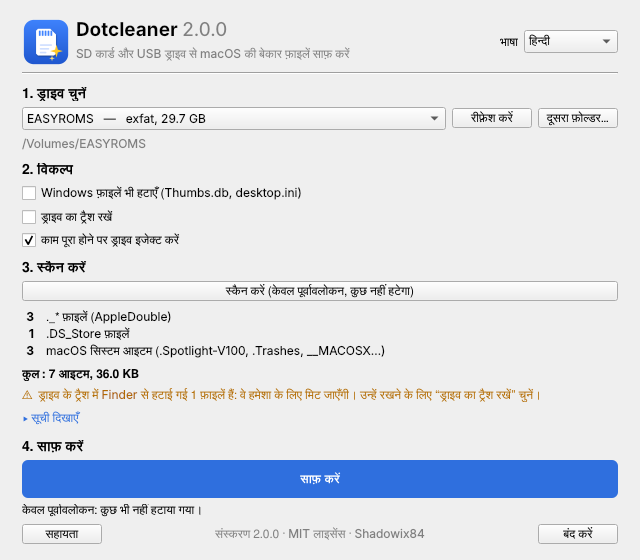 Dotcleaner 2.0.0
SD कार्ड और USB ड्राइव से macOS की बेकार फ़ाइलें साफ़ करें
भाषा हिन्दी
1. ड्राइव चुनें
EASYROMS — exfat, 29.7 GB रीफ़्रेश करें दूसरा फ़ोल्डर...
/Volumes/EASYROMS
2. विकल्प
Windows फ़ाइलें भी हटाएँ (Thumbs.db, desktop.ini)
ड्राइव का ट्रैश रखें
काम पूरा होने पर ड्राइव इजेक्ट करें
3. स्कैन करें
स्कैन करें (केवल पूर्वावलोकन, कुछ नहीं हटेगा)
3 ._* फ़ाइलें (AppleDouble)
1 .DS_Store फ़ाइलें
3 macOS सिस्टम आइटम (.Spotlight-V100, .Trashes, __MACOSX...)
कुल : 7 आइटम, 36.0 KB
⚠ ड्राइव के ट्रैश में Finder से हटाई गई 1 फ़ाइलें हैं: वे हमेशा के लिए मिट जाएँगी। उन्हें रखने के लिए “ड्राइव का ट्रैश रखें” चुनें।
▸ सूची दिखाएँ
4. साफ़ करें
साफ़ करें
केवल पूर्वावलोकन: कुछ भी नहीं हटाया गया।
सहायता संस्करण 2.0.0 · MIT लाइसेंस · Shadowix84 बंद करें